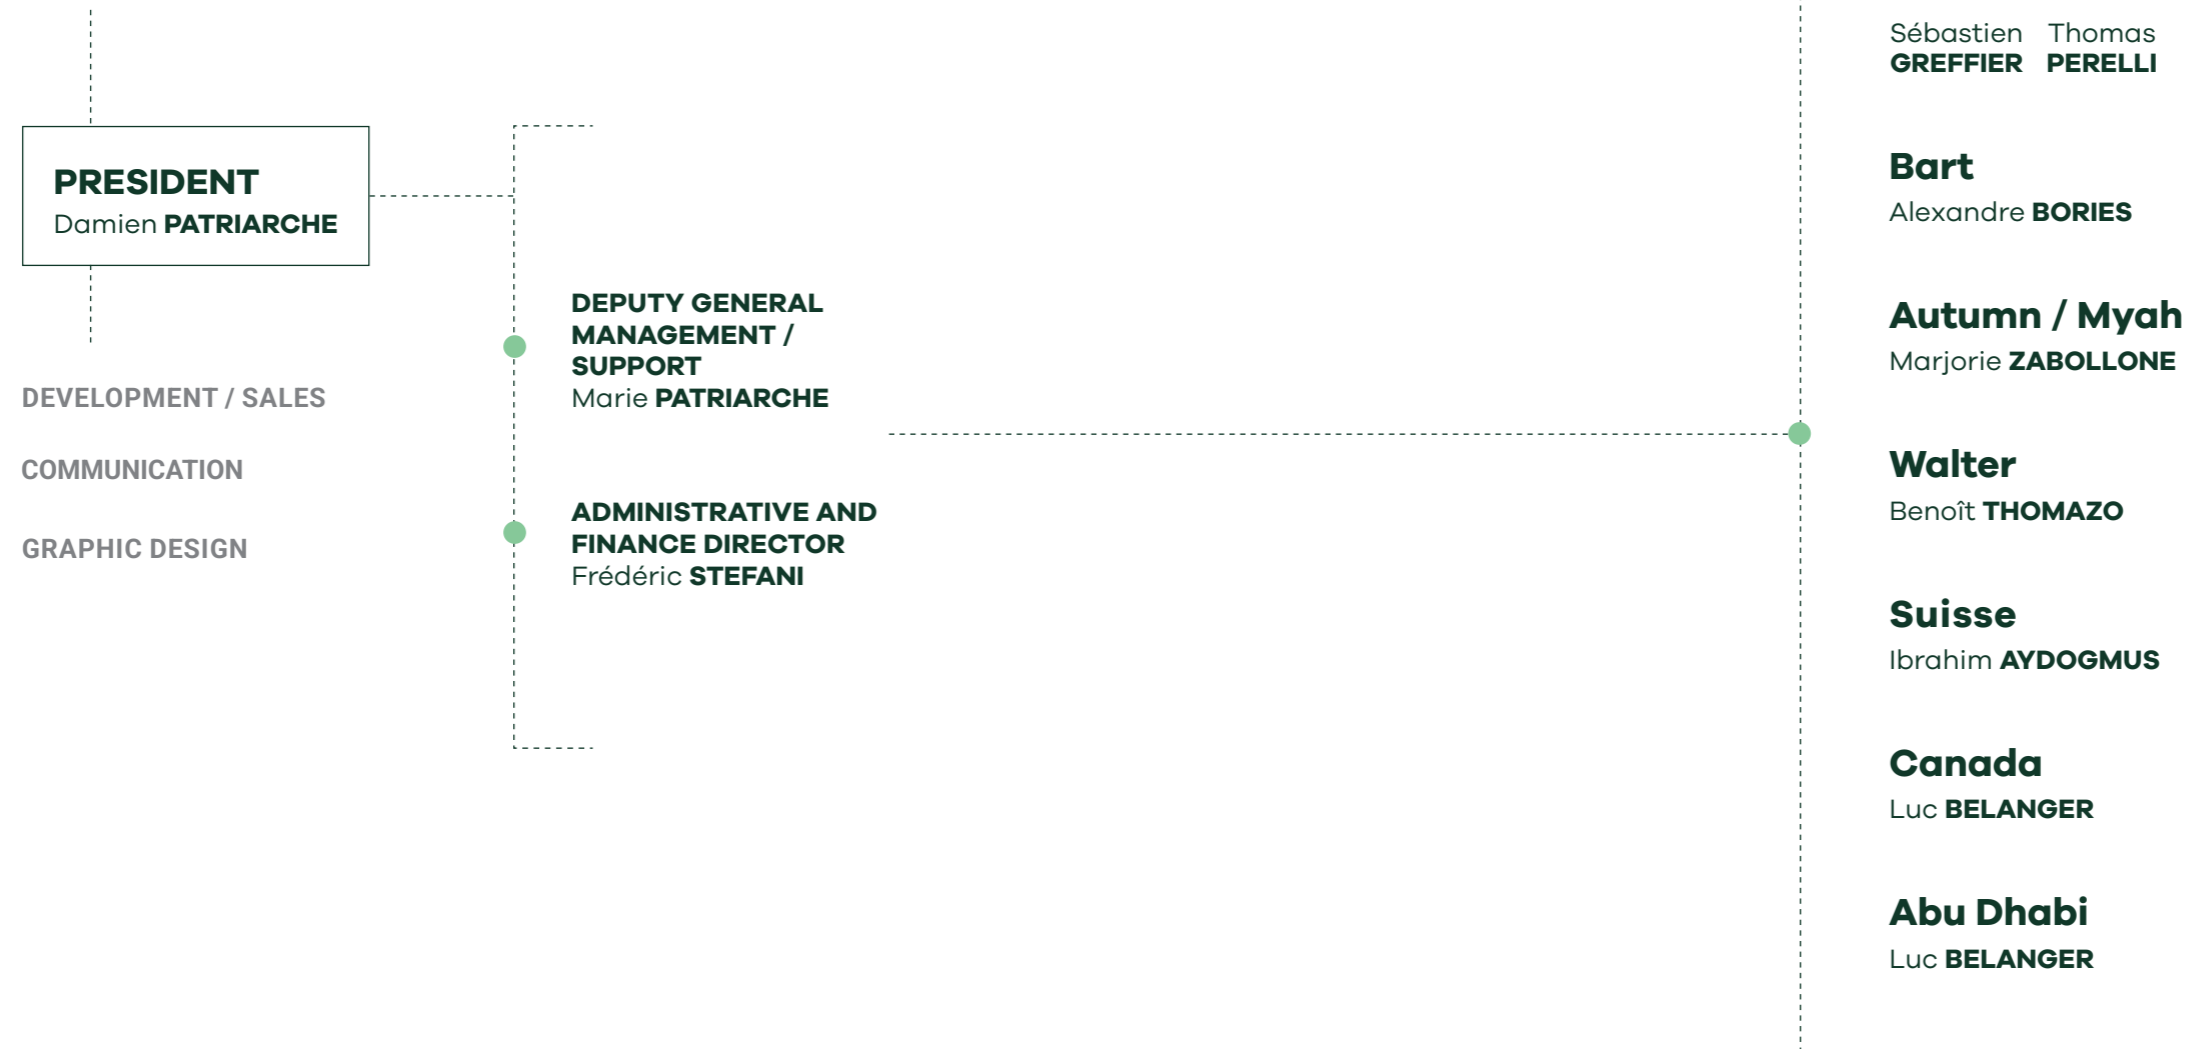 PRESIDENT
Damien PATRIARCHE
DEVELOPMENT / SALES
COMMUNICATION
GRAPHIC DESIGN
DEPUTY GENERAL
MANAGEMENT /
SUPPORT
Marie PATRIARCHE
ADMINISTRATIVE AND
FINANCE DIRECTOR
Frédéric STEFANI
Sébastien Thomas
GREFFIER PERELLI
Bart
Alexandre BORIES
Autumn / Myah
Marjorie ZABOLLONE
Walter
Benoît THOMAZO
Suisse
Ibrahim AYDOGMUS
Canada
Luc BELANGER
Abu Dhabi
Luc BELANGER